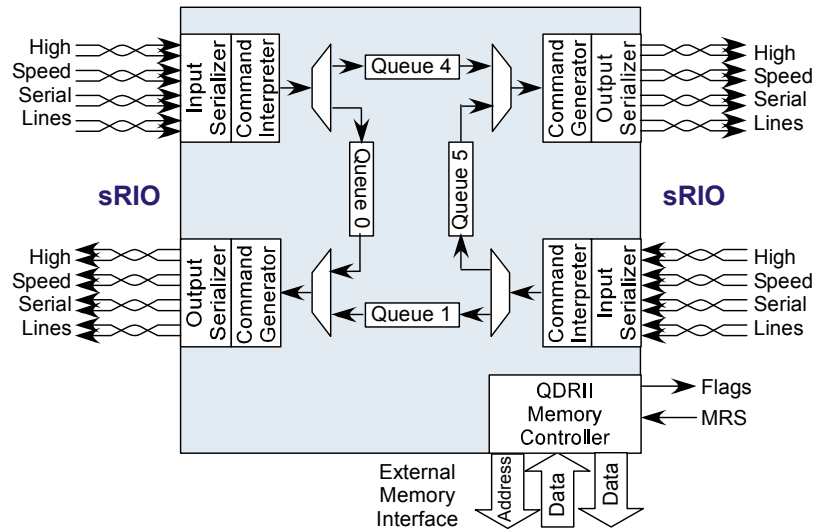 High
Speed
Serial
Lines
Input
Serializer
Command
Interpreter
Queue 4
Command
Generator
Output
Serializer
High
Speed
Serial
Lines
sRIO
Queue 0
Queue 5
sRIO
High
Speed
Serial
Lines
Output
Serializer
Command
Generator
Queue 1
Command
Interpreter
Input
Serializer
High
Speed
Serial
Lines
QDRII
Memory
Controller
Flags
MRS
External
Memory
Interface
Address
Data
Data